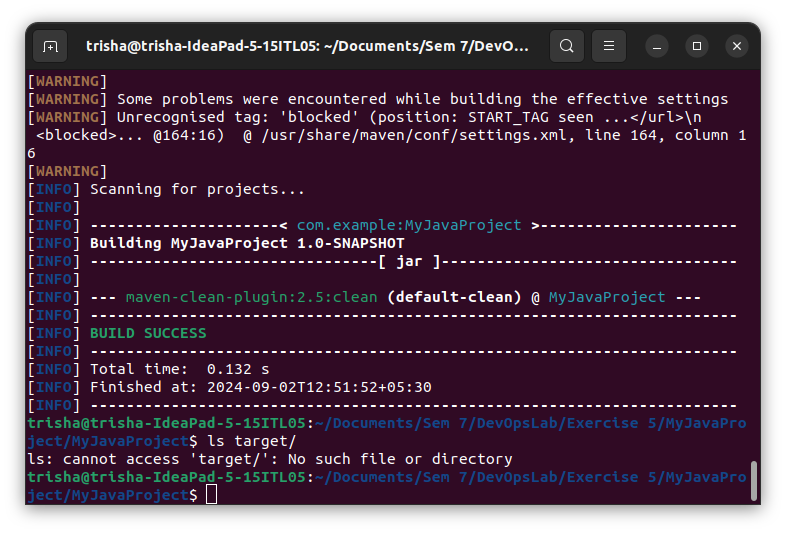 trisha@trisha-IdeaPad-5-15ITL05: ~/Documents/Sem 7/DevO...
[WARNING]
[WARNING] Some problems were encountered while building the effective settings
[WARNING] Unrecognised tag: 'blocked' (position: START_TAG seen ...</url>\n
 <blocked>... @164:16)  @ /usr/share/maven/conf/settings.xml, line 164, column 1
6
[WARNING]
[INFO] Scanning for projects...
[INFO]
[INFO] ---------------------< com.example:MyJavaProject >----------------------
[INFO] Building MyJavaProject 1.0-SNAPSHOT
[INFO] --------------------------------[ jar ]---------------------------------
[INFO]
[INFO] --- maven-clean-plugin:2.5:clean (default-clean) @ MyJavaProject ---
[INFO] ------------------------------------------------------------------------
[INFO] BUILD SUCCESS
[INFO] ------------------------------------------------------------------------
[INFO] Total time:  0.132 s
[INFO] Finished at: 2024-09-02T12:51:52+05:30
[INFO] ------------------------------------------------------------------------
trisha@trisha-IdeaPad-5-15ITL05:~/Documents/Sem 7/DevOpsLab/Exercise 5/MyJavaPro
ject/MyJavaProject$ ls target/
ls: cannot access 'target/': No such file or directory
trisha@trisha-IdeaPad-5-15ITL05:~/Documents/Sem 7/DevOpsLab/Exercise 5/MyJavaPro
ject/MyJavaProject$